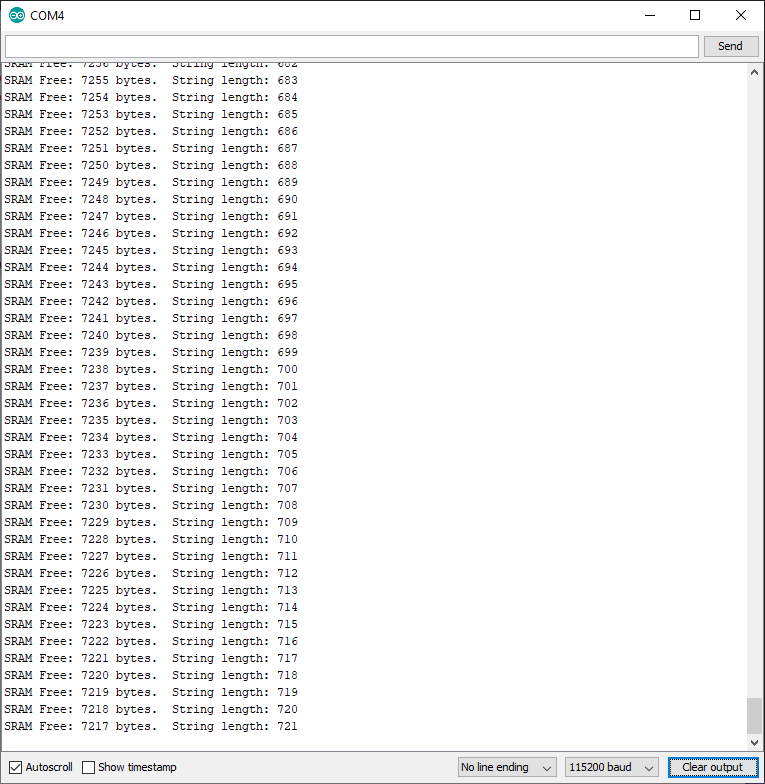 COM4
Send
SRAM Free: 7256 bytes.  String length: 682
SRAM Free: 7255 bytes.  String length: 683
SRAM Free: 7254 bytes.  String length: 684
SRAM Free: 7253 bytes.  String length: 685
SRAM Free: 7252 bytes.  String length: 686
SRAM Free: 7251 bytes.  String length: 687
SRAM Free: 7250 bytes.  String length: 688
SRAM Free: 7249 bytes.  String length: 689
SRAM Free: 7248 bytes.  String length: 690
SRAM Free: 7247 bytes.  String length: 691
SRAM Free: 7246 bytes.  String length: 692
SRAM Free: 7245 bytes.  String length: 693
SRAM Free: 7244 bytes.  String length: 694
SRAM Free: 7243 bytes.  String length: 695
SRAM Free: 7242 bytes.  String length: 696
SRAM Free: 7241 bytes.  String length: 697
SRAM Free: 7240 bytes.  String length: 698
SRAM Free: 7239 bytes.  String length: 699
SRAM Free: 7238 bytes.  String length: 700
SRAM Free: 7237 bytes.  String length: 701
SRAM Free: 7236 bytes.  String length: 702
SRAM Free: 7235 bytes.  String length: 703
SRAM Free: 7234 bytes.  String length: 704
SRAM Free: 7233 bytes.  String length: 705
SRAM Free: 7232 bytes.  String length: 706
SRAM Free: 7231 bytes.  String length: 707
SRAM Free: 7230 bytes.  String length: 708
SRAM Free: 7229 bytes.  String length: 709
SRAM Free: 7228 bytes.  String length: 710
SRAM Free: 7227 bytes.  String length: 711
SRAM Free: 7226 bytes.  String length: 712
SRAM Free: 7225 bytes.  String length: 713
SRAM Free: 7224 bytes.  String length: 714
SRAM Free: 7223 bytes.  String length: 715
SRAM Free: 7222 bytes.  String length: 716
SRAM Free: 7221 bytes.  String length: 717
SRAM Free: 7220 bytes.  String length: 718
SRAM Free: 7219 bytes.  String length: 719
SRAM Free: 7218 bytes.  String length: 720
SRAM Free: 7217 bytes.  String length: 721
Autoscroll Show timestamp No line ending 115200 baud Clear output